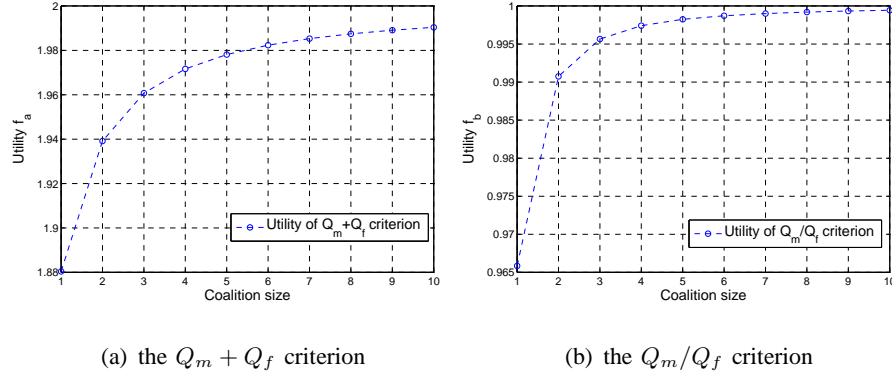 2
1.98
1.96
1.94
1.92
1.9
1.88
Utility f_a
1 2 3 4 5 6 7 8 9 10
Coalition size
Utility of Q_m+Q_f criterion
(a) the Q_m + Q_f criterion
1
0.995
0.99
0.985
0.98
0.975
0.97
0.965
Utility f_b
1 2 3 4 5 6 7 8 9 10
Coalition size
Utility of Q_m/Q_f criterion
(b) the Q_m/Q_f criterion